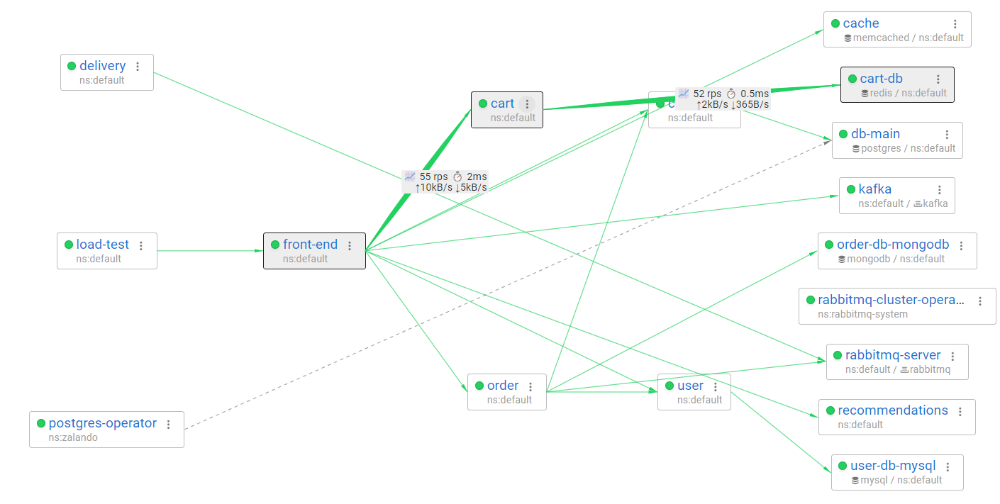 cache
memcached / ns:default
delivery
ns:default
cart-db
redis / ns:default
cart
ns:default
52 rps 0.5ms
↑2kB/s ↓365B/s
c
ns:default
db-main
postgres / ns:default
55 rps 2ms
↑10kB/s ↓5kB/s
kafka
ns:default / kafka
load-test
ns:default
front-end
ns:default
order-db-mongodb
mongodb / ns:default
rabbitmq-cluster-opera...
ns:rabbitmq-system
rabbitmq-server
ns:default / rabbitmq
order
ns:default
user
ns:default
recommendations
ns:default
postgres-operator
ns:zalando
user-db-mysql
mysql / ns:default